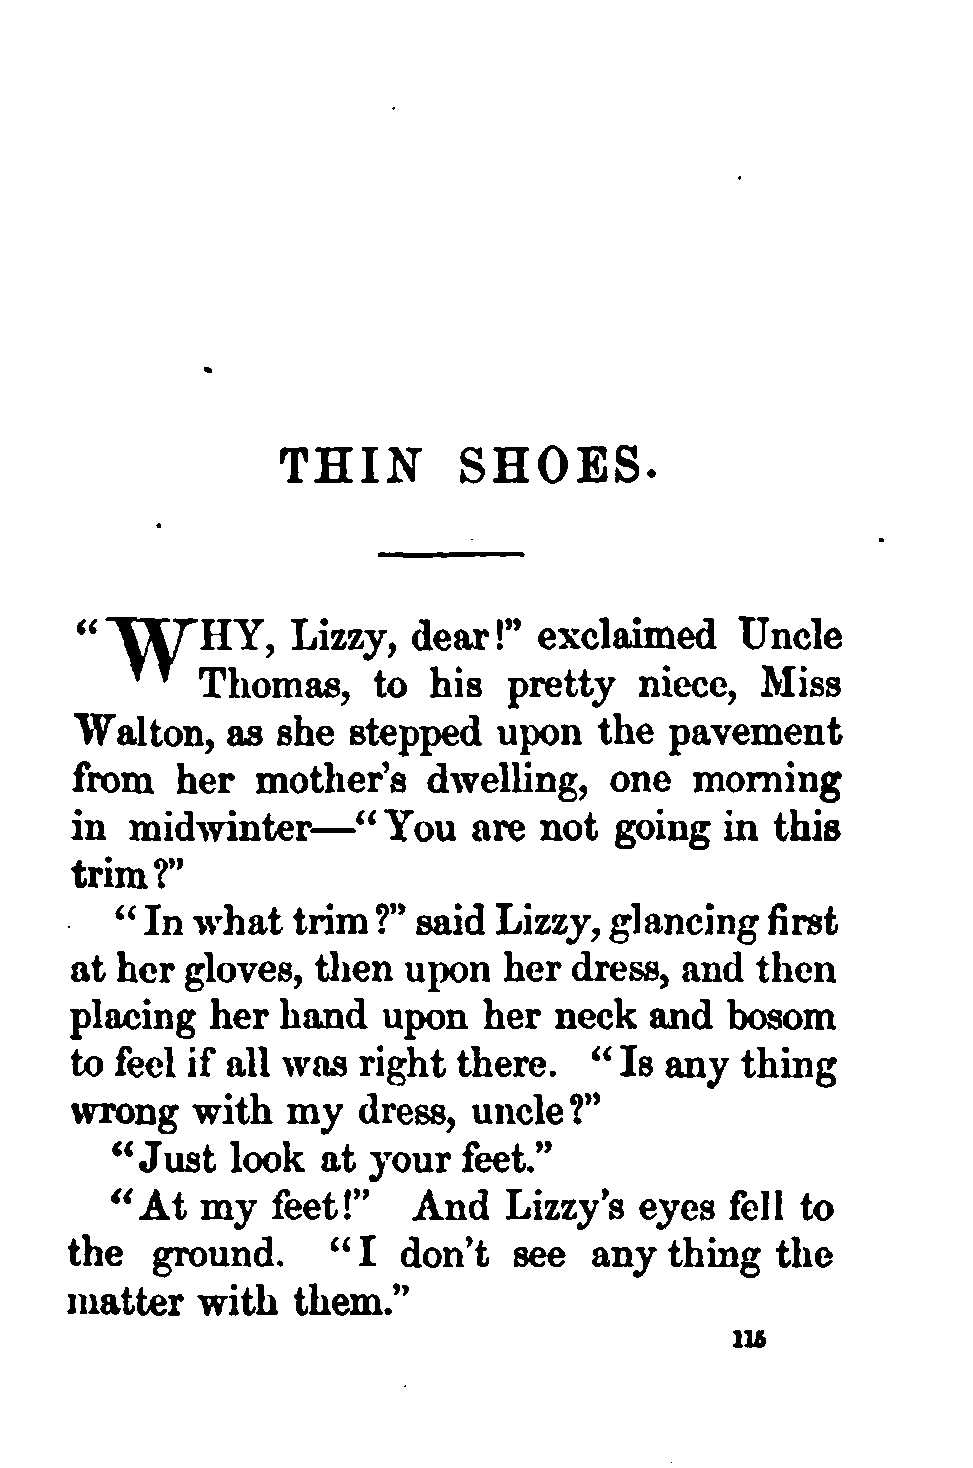 THIN SHOES.
“WHY, Lizzy, dear!” exclaimed Uncle
Thomas, to his pretty niece, Miss
Walton, as she stepped upon the pavement
from her mother’s dwelling, one morning
in midwinter—“You are not going in this
trim?”
“In what trim?” said Lizzy, glancing first
at her gloves, then upon her dress, and then
placing her hand upon her neck and bosom
to feel if all was right there. “Is any thing
wrong with my dress, uncle?”
“Just look at your feet.”
“At my feet!” And Lizzy’s eyes fell to
the ground. “I don’t see any thing the
matter with them.”
115